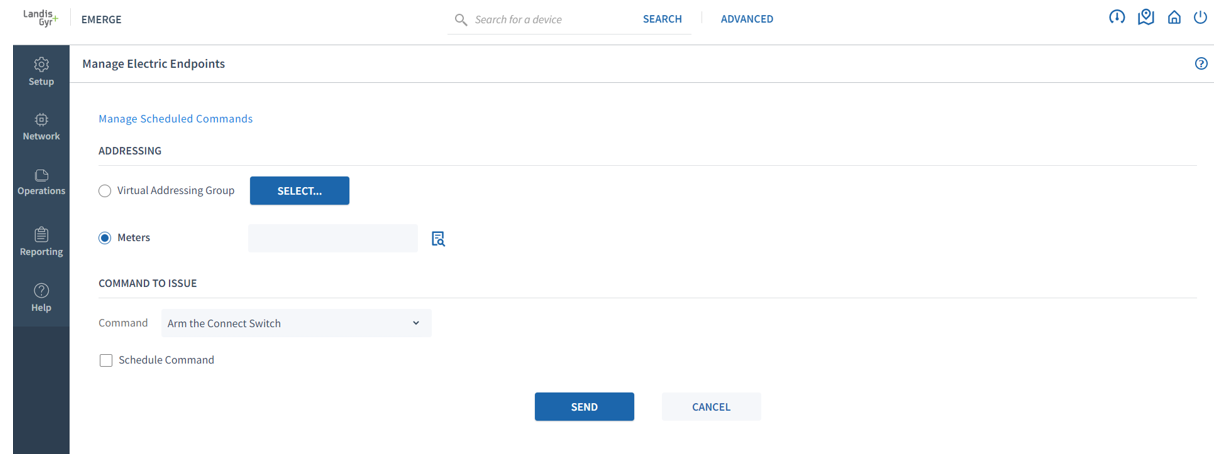 Landis
Gyr+
EMERGE
Search for a device
SEARCH
ADVANCED
Setup
Network
Operations
Reporting
Help
Manage Electric Endpoints
Manage Scheduled Commands
ADDRESSING
Virtual Addressing Group
SELECT...
Meters
COMMAND TO ISSUE
Command
Arm the Connect Switch
Schedule Command
SEND
CANCEL